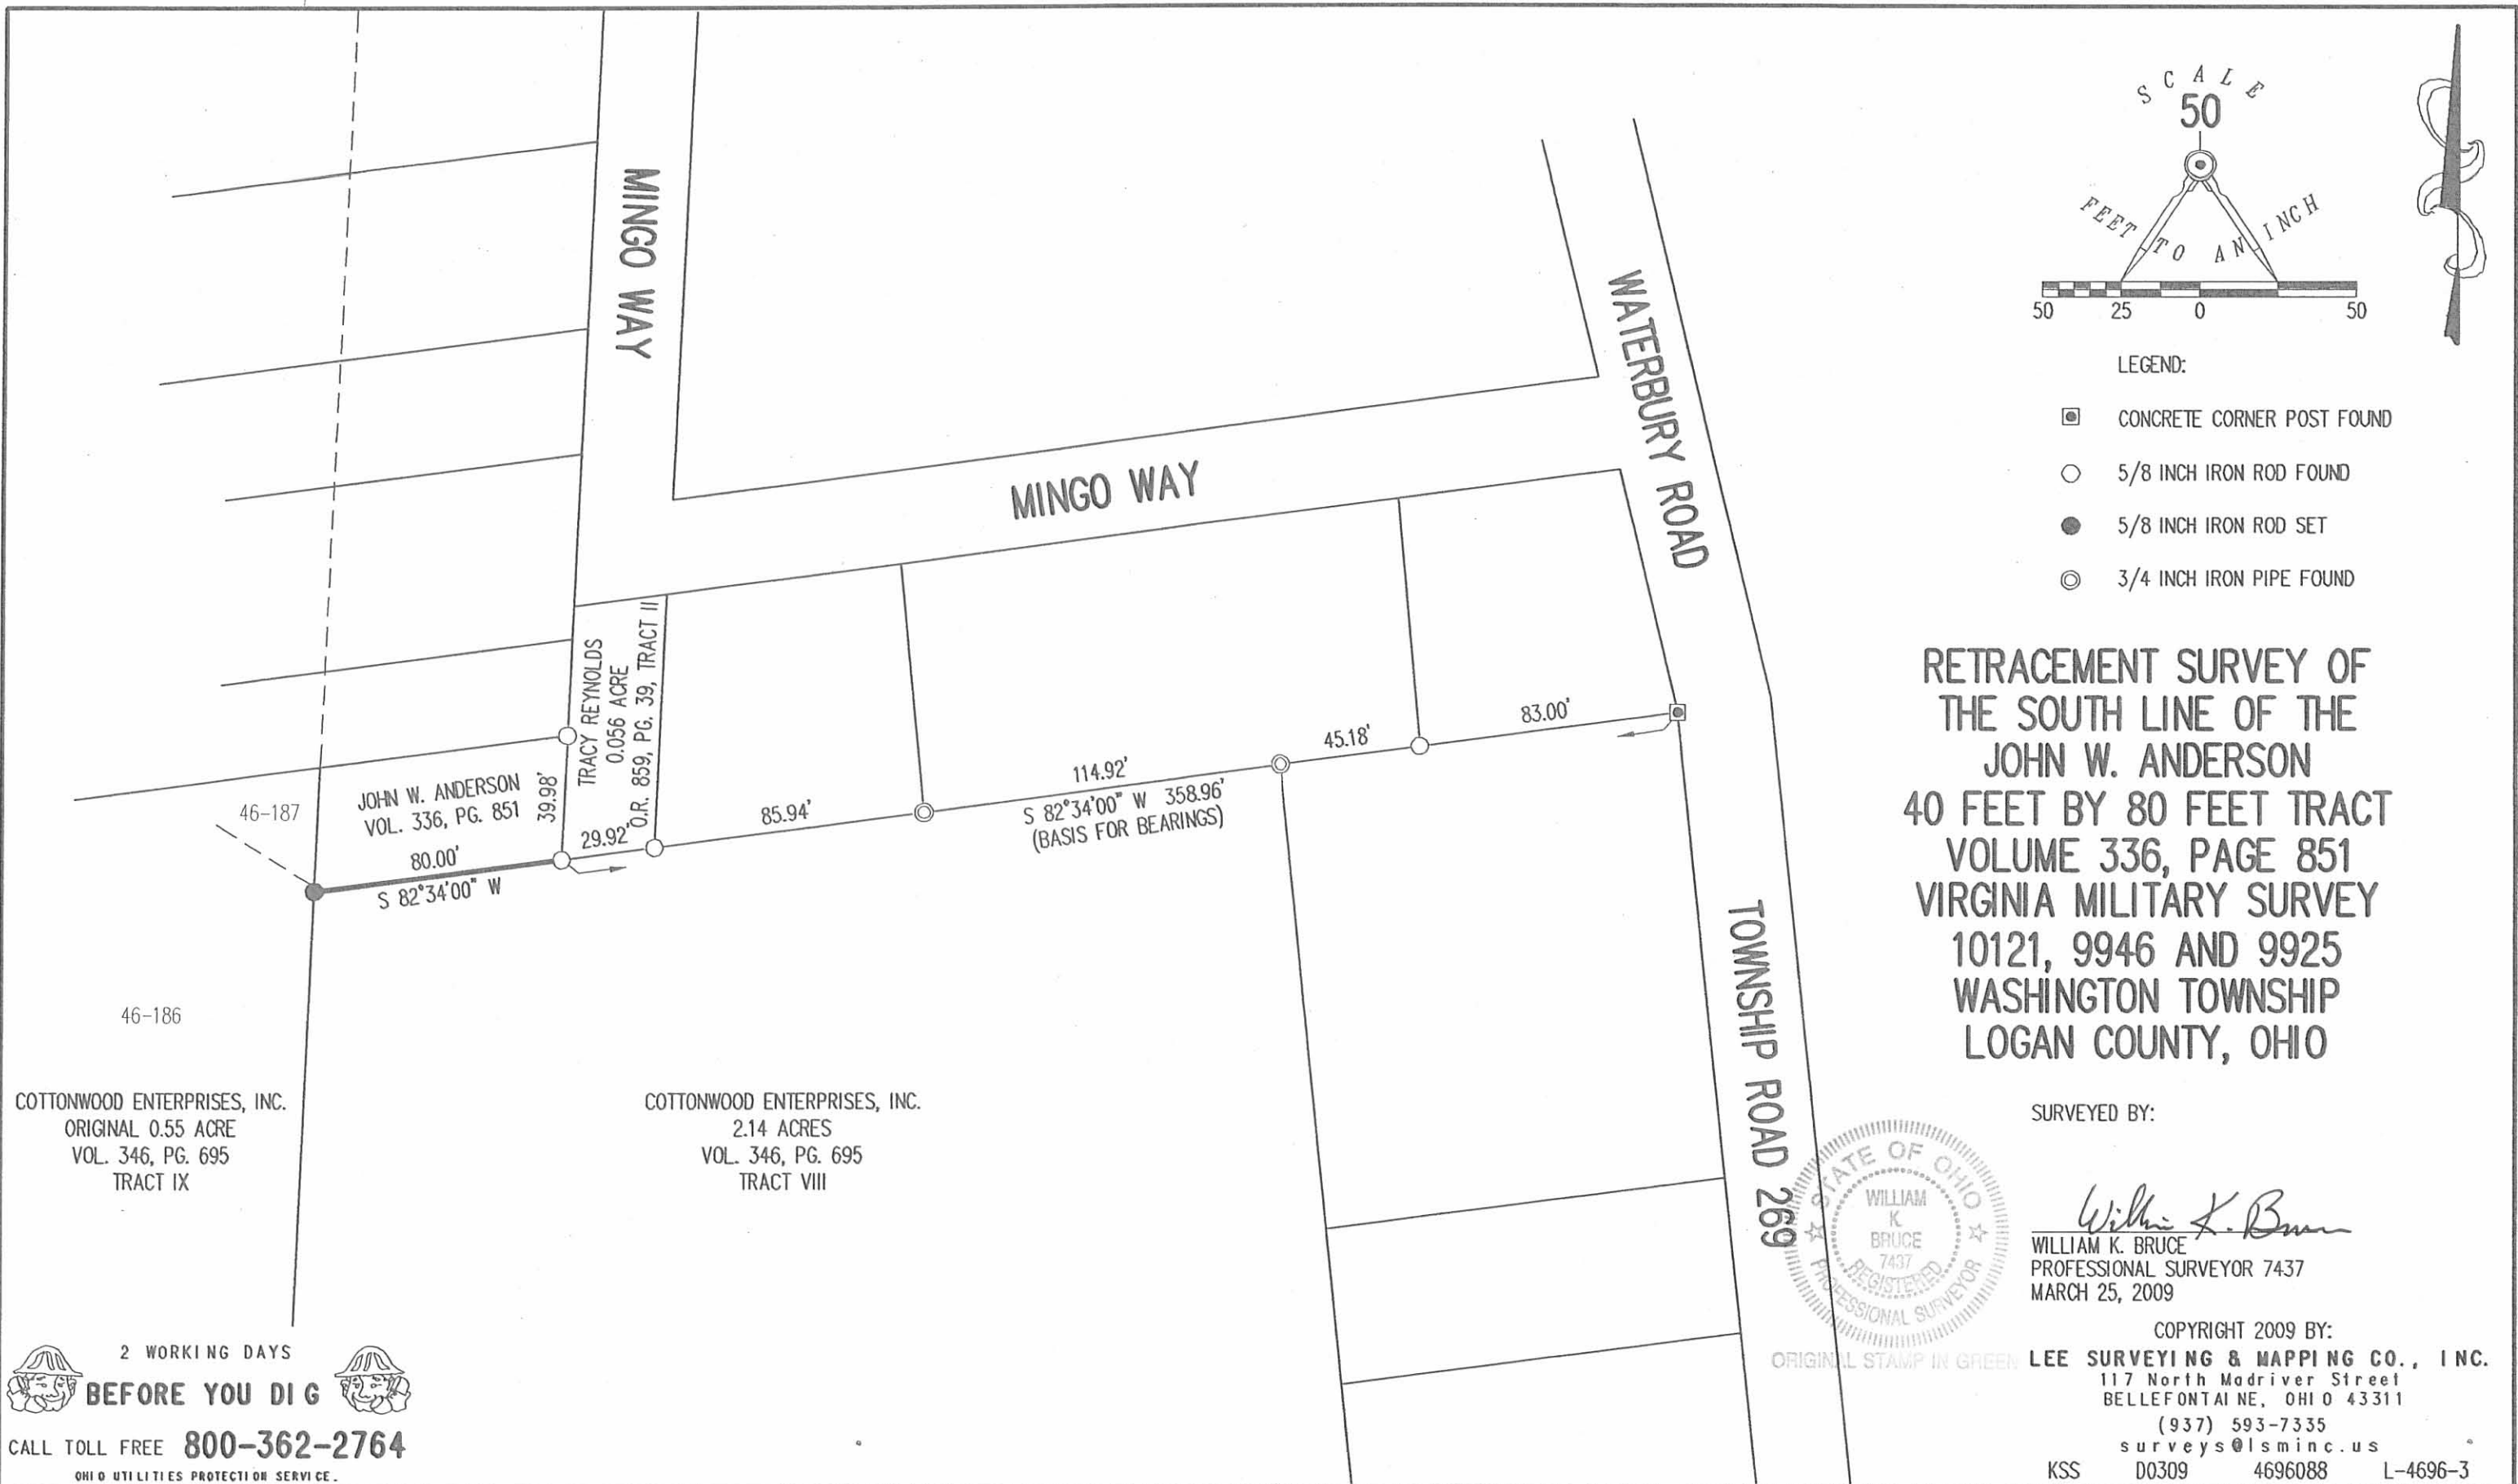 SCALE
50
FEET TO AN INCH
50 25 0 50
LEGEND:
CONCRETE CORNER POST FOUND
5/8 INCH IRON ROD FOUND
5/8 INCH IRON ROD SET
3/4 INCH IRON PIPE FOUND
MINGO WAY
MINGO WAY
WATERBURY ROAD
TOWNSHIP ROAD 269
TRACY REYNOLDS
0.056 ACRE
O.R. 859, PG. 39, TRACT II
JOHN W. ANDERSON
VOL. 336, PG. 851
39.98'
46-187
80.00'
S 82°34'00" W
29.92'
85.94'
114.92'
S 82°34'00" W 358.96'
(BASIS FOR BEARINGS)
45.18'
83.00'
46-186
COTTONWOOD ENTERPRISES, INC.
ORIGINAL 0.55 ACRE
VOL. 346, PG. 695
TRACT IX
COTTONWOOD ENTERPRISES, INC.
2.14 ACRES
VOL. 346, PG. 695
TRACT VIII
RETRACEMENT SURVEY OF
THE SOUTH LINE OF THE
JOHN W. ANDERSON
40 FEET BY 80 FEET TRACT
VOLUME 336, PAGE 851
VIRGINIA MILITARY SURVEY
10121, 9946 AND 9925
WASHINGTON TOWNSHIP
LOGAN COUNTY, OHIO
SURVEYED BY:
William K. Bruce
WILLIAM K. BRUCE
PROFESSIONAL SURVEYOR 7437
MARCH 25, 2009
STATE OF OHIO
WILLIAM
K.
BRUCE
7437
REGISTERED
PROFESSIONAL SURVEYOR
ORIGINAL STAMP IN GREEN
COPYRIGHT 2009 BY:
LEE SURVEYING & MAPPING CO., INC.
117 North Madriver Street
BELLEFONTAINE, OHIO 43311
(937) 593-7335
surveys@lsminc.us
KSS D0309 4696088 L-4696-3
2 WORKING DAYS
BEFORE YOU DIG
CALL TOLL FREE 800-362-2764
OHIO UTILITIES PROTECTION SERVICE.